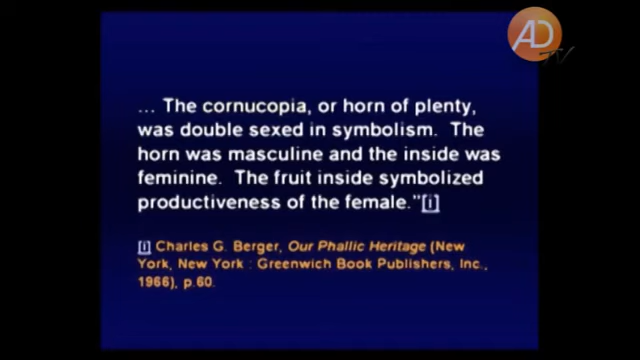 AD
TV
... The cornucopia, or horn of plenty,
was double sexed in symbolism. The
horn was masculine and the inside was
feminine. The fruit inside symbolized
productiveness of the female."[i]
[i] Charles G. Berger, Our Phallic Heritage (New
York, New York : Greenwich Book Publishers, Inc.,
1966), p.60.